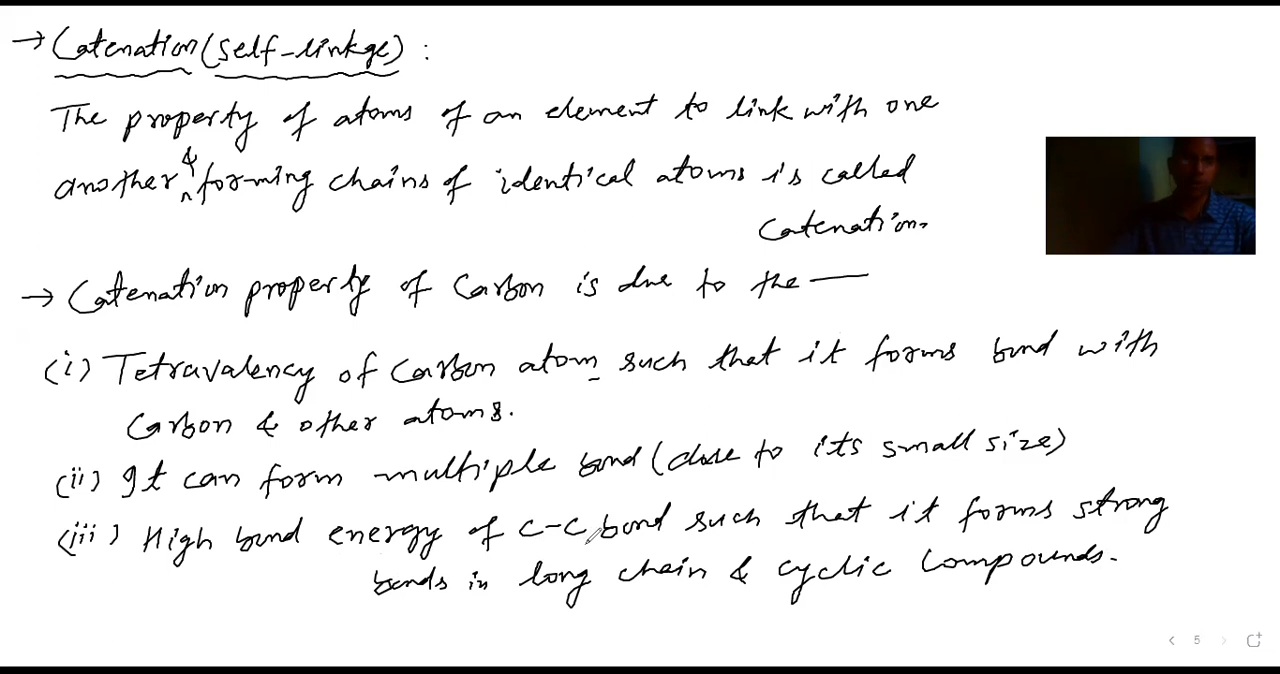 → Catenation (self-linkge) :
The property of atoms of an element to link with one
another & forming chains of identical atoms is called
Catenation.
→ Catenation property of Carbon is due to the —
(i) Tetravalency of Carbon atom such that it forms bond with
Carbon & other atoms.
(ii) It can form multiple bond (due to its small size)
(iii) High bond energy of C-C bond such that it forms strong
bonds in long chain & cyclic compounds.
< 5 >